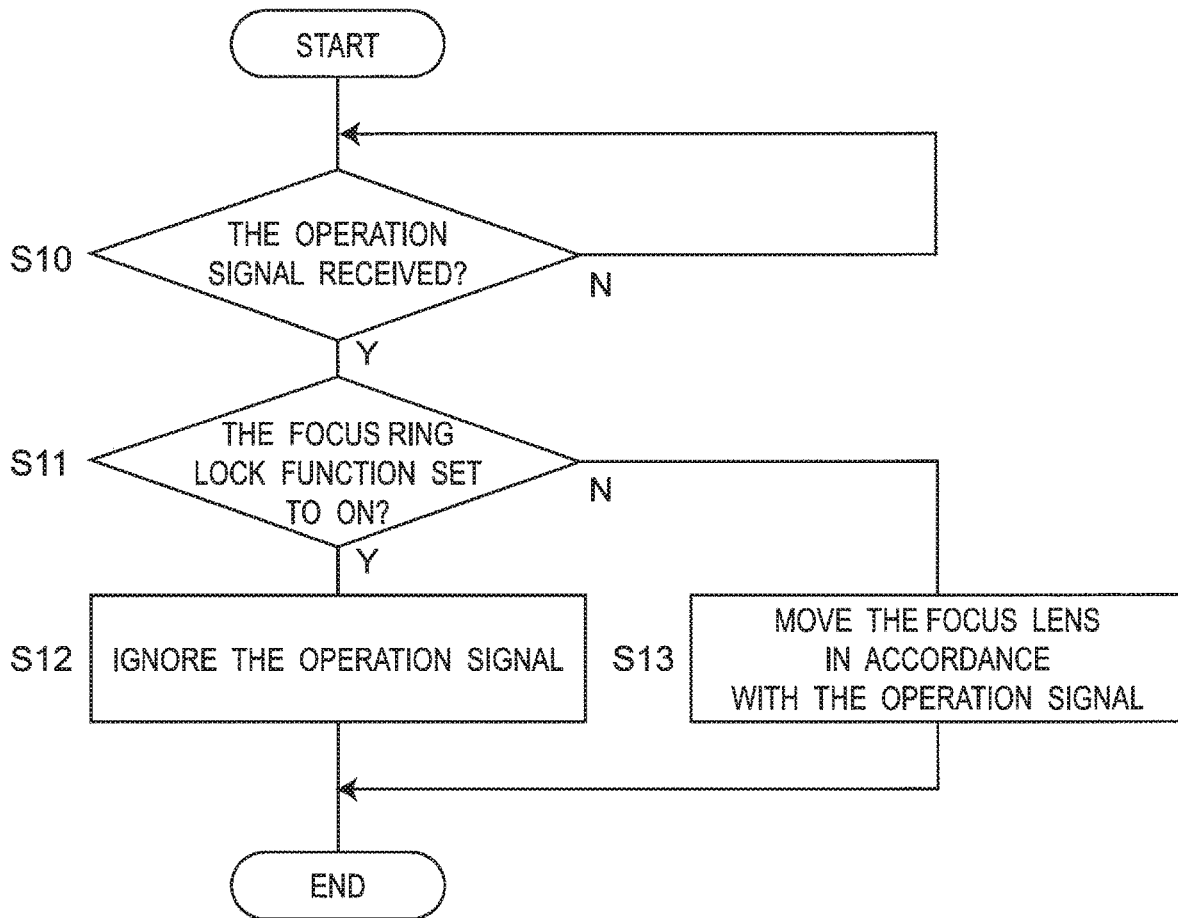 START
S10
THE OPERATION
SIGNAL RECEIVED?
N
Y
S11
THE FOCUS RING
LOCK FUNCTION SET
TO ON?
N
Y
S12
IGNORE THE OPERATION SIGNAL
S13
MOVE THE FOCUS LENS
IN ACCORDANCE
WITH THE OPERATION SIGNAL
END